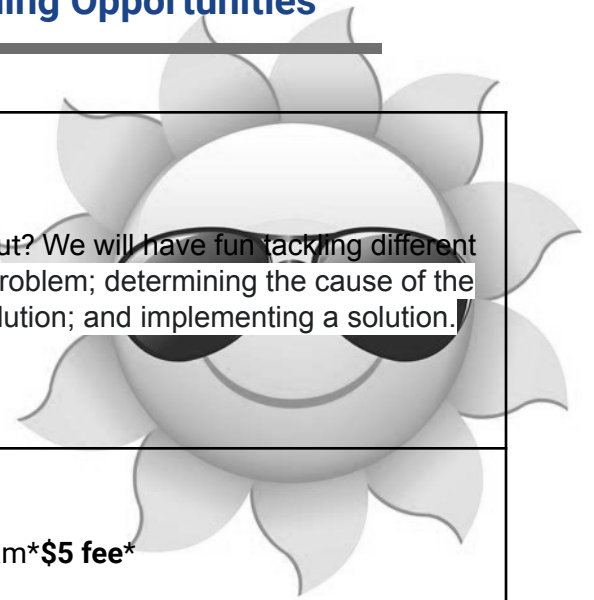 ning Opportunities
ut? We will have fun tackling different
roblem; determining the cause of the
lution; and implementing a solution.
m*$5 fee*